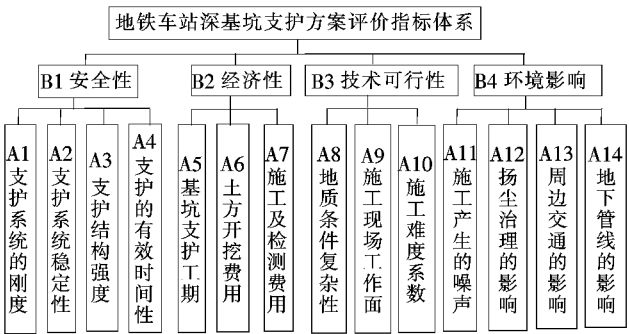 地铁车站深基坑支护方案评价指标体系
B1 安全性
B2 经济性
B3 技术可行性
B4 环境影响
A1 支护系统的刚度
A2 支护系统稳定性
A3 支护结构强度
A4 支护的有效时间性
A5 基坑支护工期
A6 土方开挖费用
A7 施工及检测费用
A8 地质条件复杂性
A9 施工现场工作面
A10 施工难度系数
A11 施工产生的噪声
A12 扬尘治理的影响
A13 周边交通的影响
A14 地下管线的影响